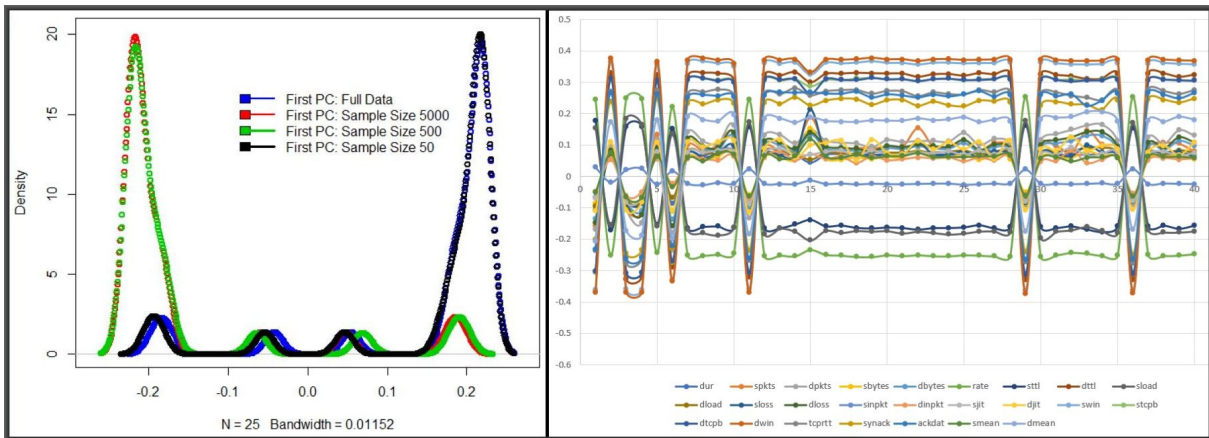 Density
20
15
10
5
0
First PC: Full Data
First PC: Sample Size 5000
First PC: Sample Size 500
First PC: Sample Size 50
-0.2 -0.1 0.0 0.1 0.2
N = 25 Bandwidth = 0.01152
0.5
0.4
0.3
0.2
0.1
0
-0.1
-0.2
-0.3
-0.4
-0.5
-0.6
0 5 10 15 20 25 30 35 40
dur spkts dpkts sbytes dbytes rate sttl dttl sload
dload sloss dloss sinpkt dinpkt sjit djit swin stcpb
dtcpb dwin tcprtt synack ackdat smean dmean